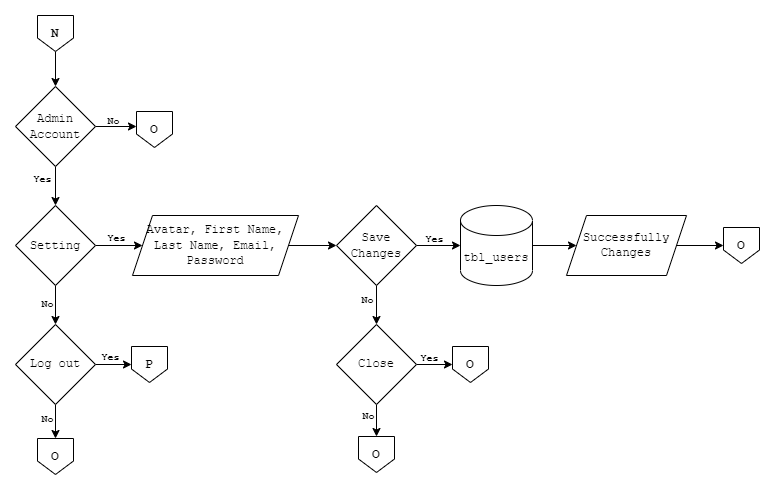 N
Admin
Account
No
O
Yes
Setting
Yes
Avatar, First Name,
Last Name, Email,
Password
Save
Changes
Yes
tbl_users
Successfully
Changes
O
No
Log out
Yes
P
No
O
No
Close
Yes
O
No
O